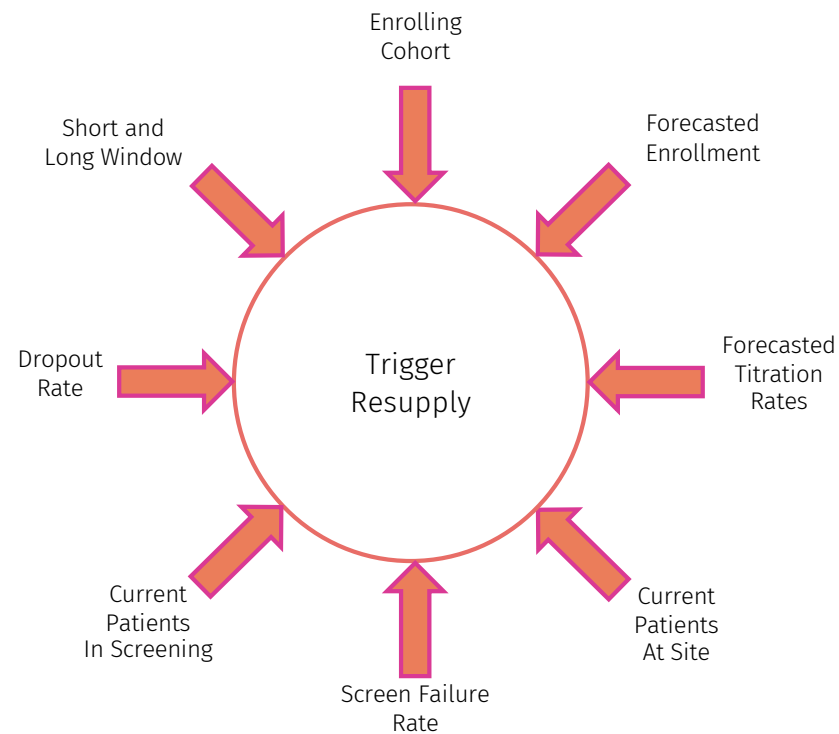 Enrolling
Cohort
Forecasted
Enrollment
Short and
Long Window
Trigger
Resupply
Dropout
Rate
Forecasted
Titration
Rates
Current
Patients
In Screening
Current
Patients
At Site
Screen Failure
Rate